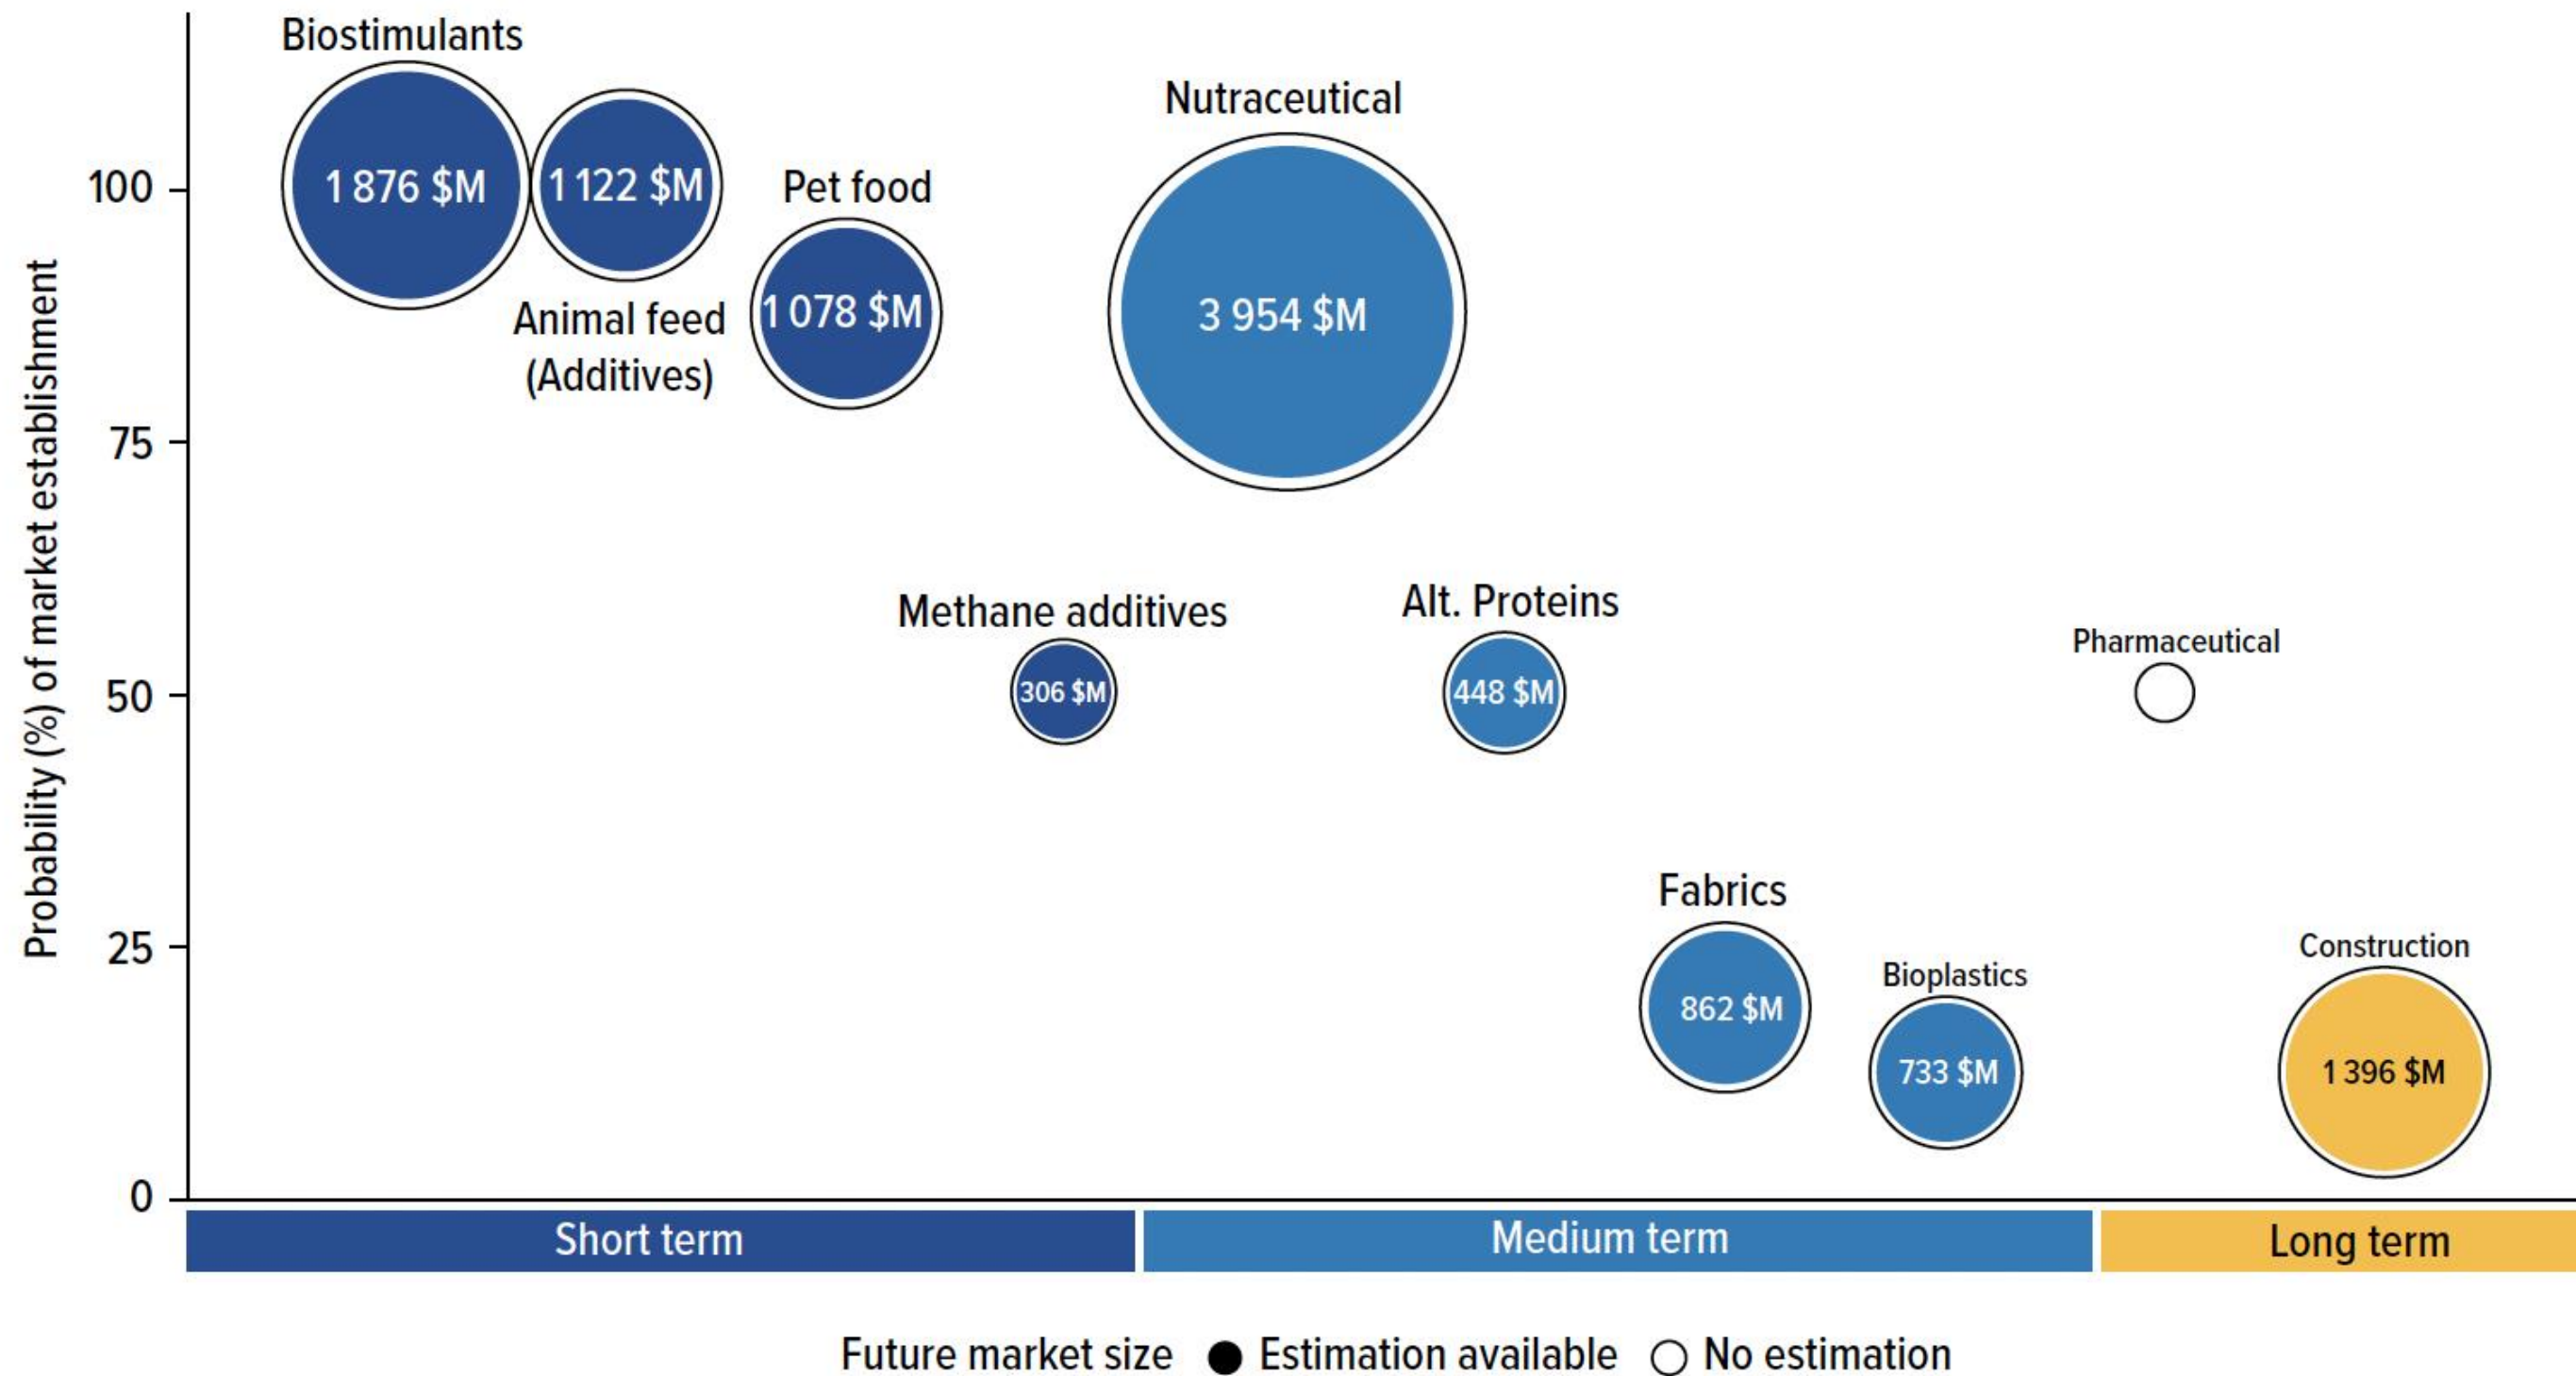 Biostimulants
1 876 $M
1 122 $M
Animal feed
(Additives)
Pet food
1 078 $M
Nutraceutical
3 954 $M
Methane additives
306 $M
Alt. Proteins
448 $M
Pharmaceutical
Fabrics
862 $M
Bioplastics
733 $M
Construction
1 396 $M
Probability (%) of market establishment
100
75
50
25
0
Short term
Medium term
Long term
Future market size
Estimation available
No estimation